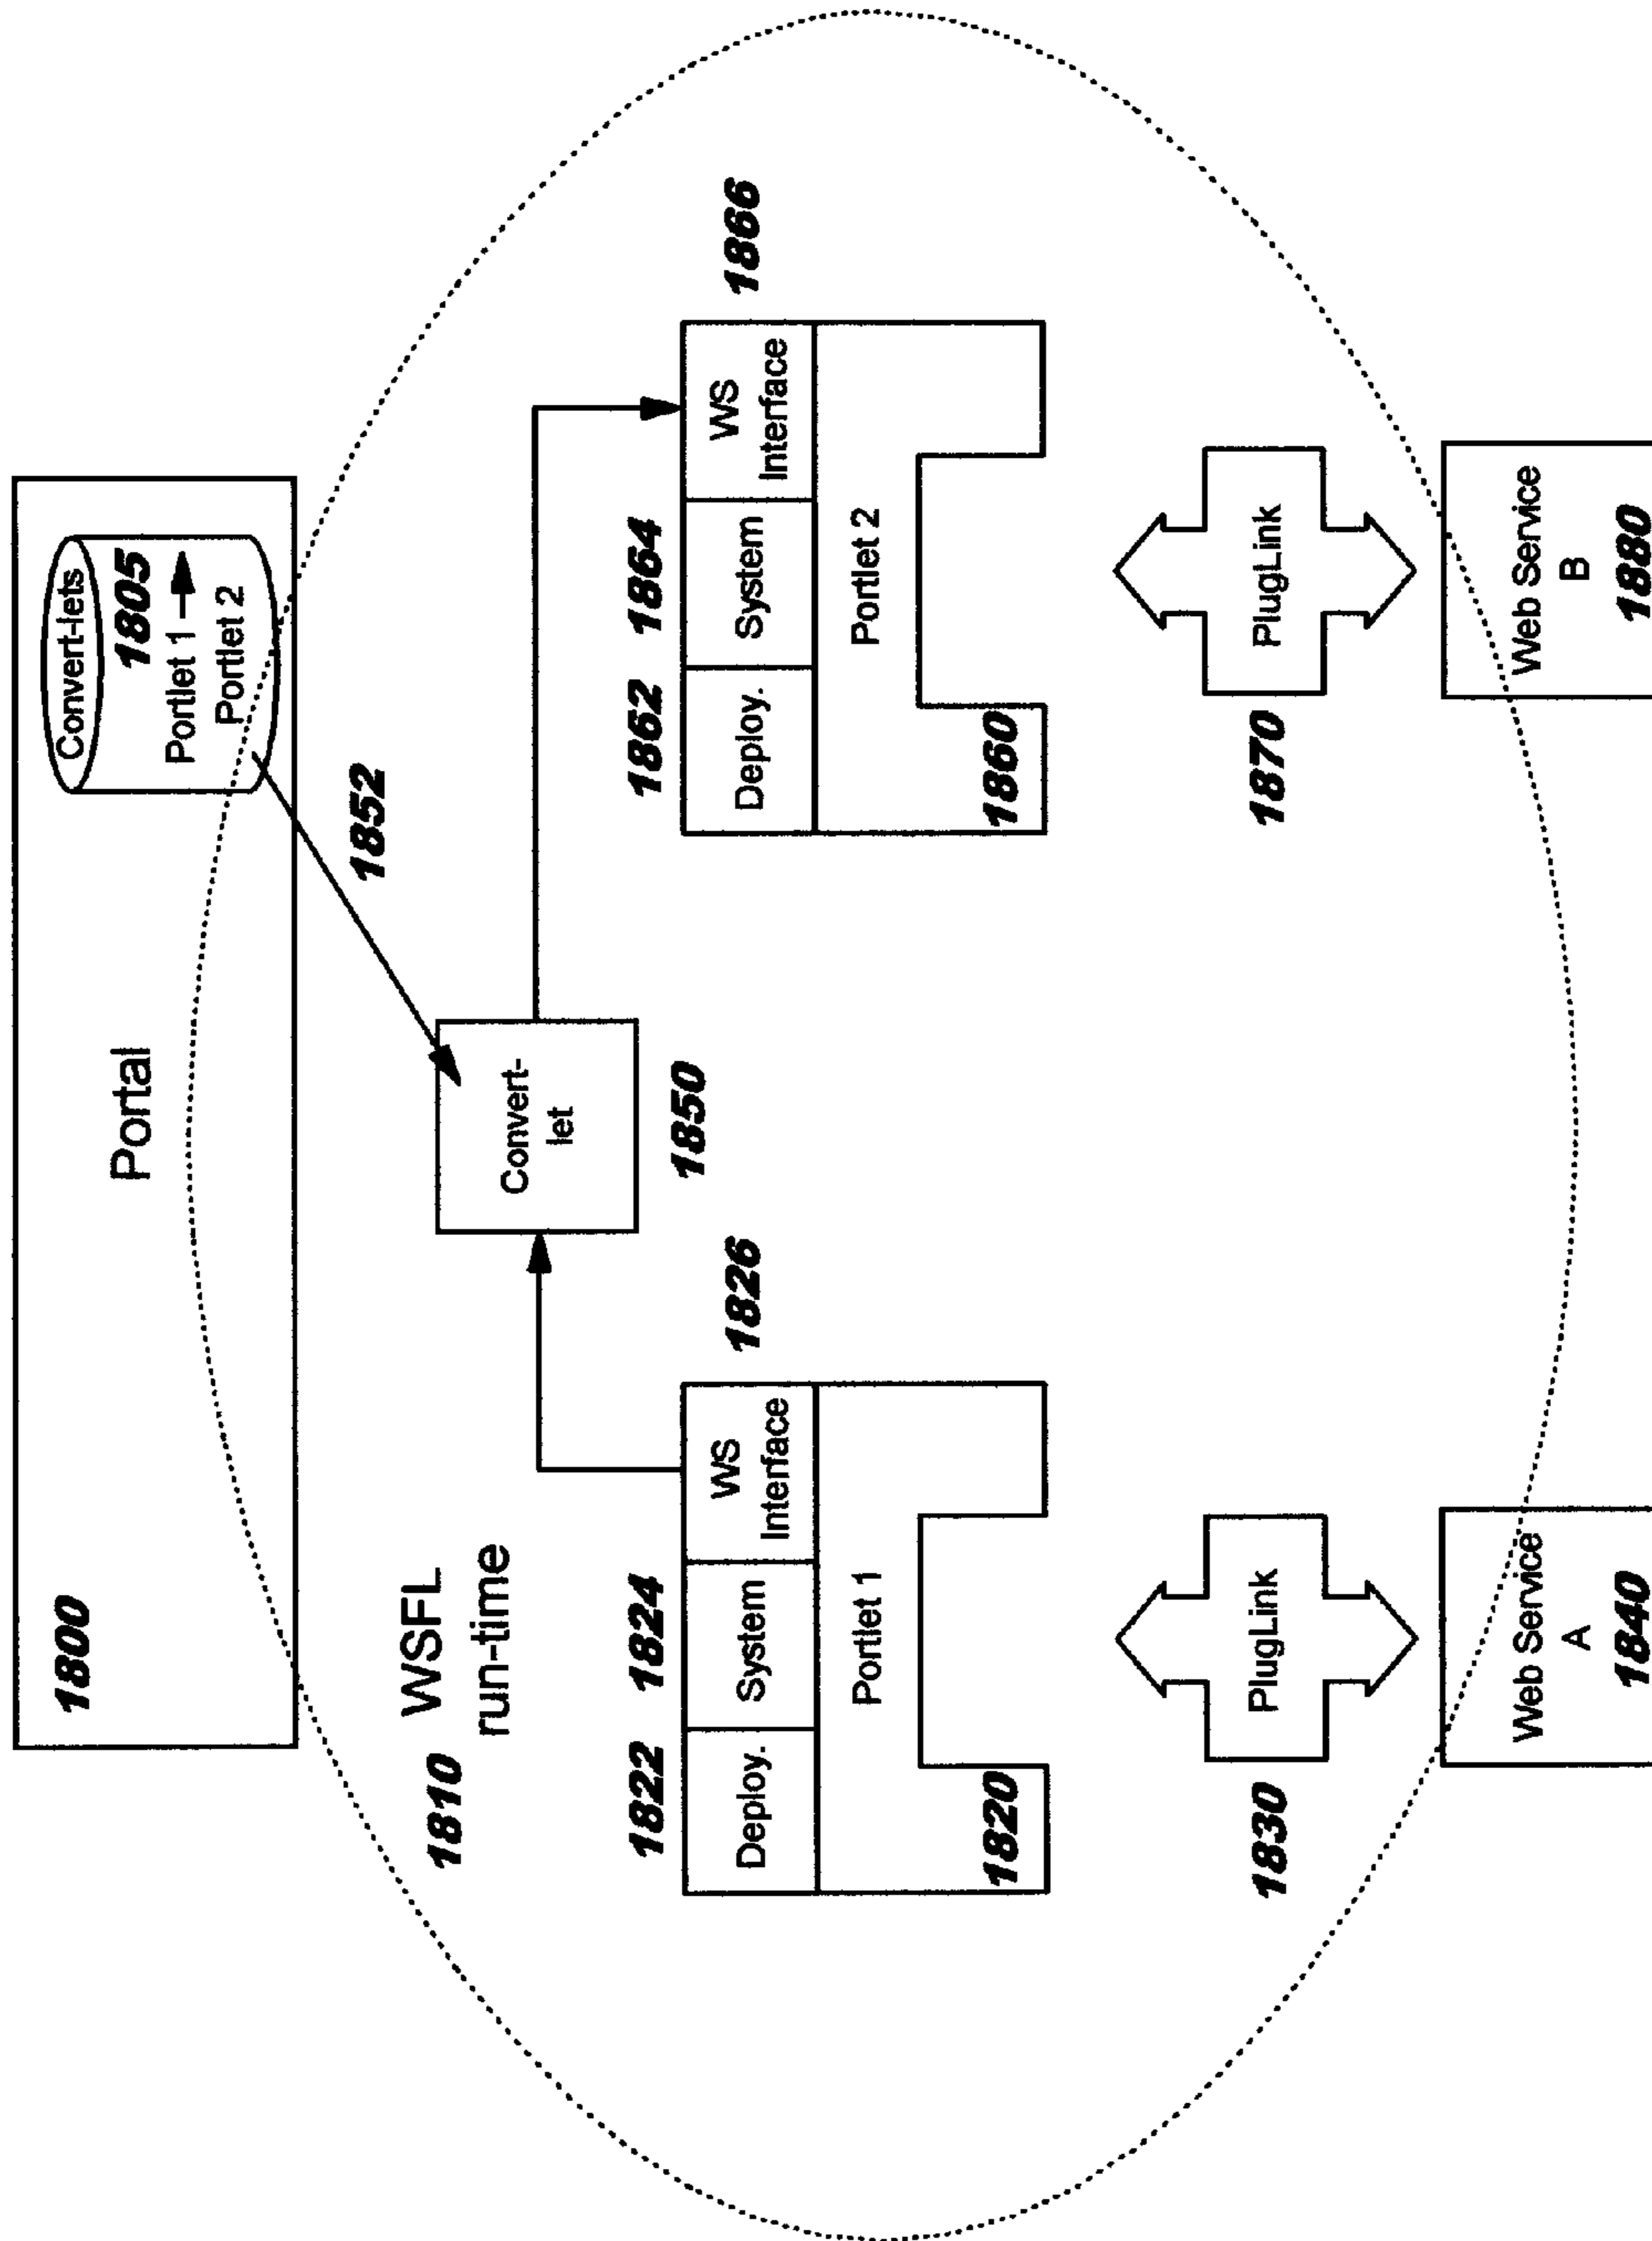 1800
Portal
Convert-lets
1805
Portlet 1
Portlet 2
1852
1810
WSFL
run-time
Convert-
let
1850
1822
1824
1826
Deploy.
System
WS
Interface
Portlet 1
1820
1862
1864
1866
Deploy.
System
WS
Interface
Portlet 2
1860
PlugLink
1830
PlugLink
1870
Web Service
A
1840
Web Service
B
1880